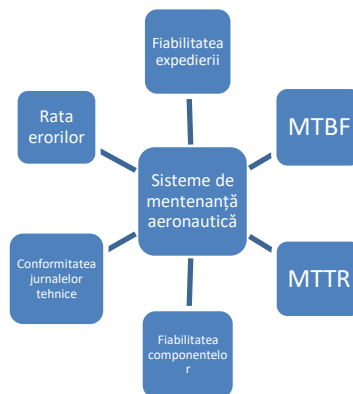 Fiabilitatea
expedierii
Rata
erorilor
MTBF
Sisteme de
mentenanță
aeronautică
Conformitatea
jurnalelor
tehnice
MTTR
Fiabilitatea
componentelo
r